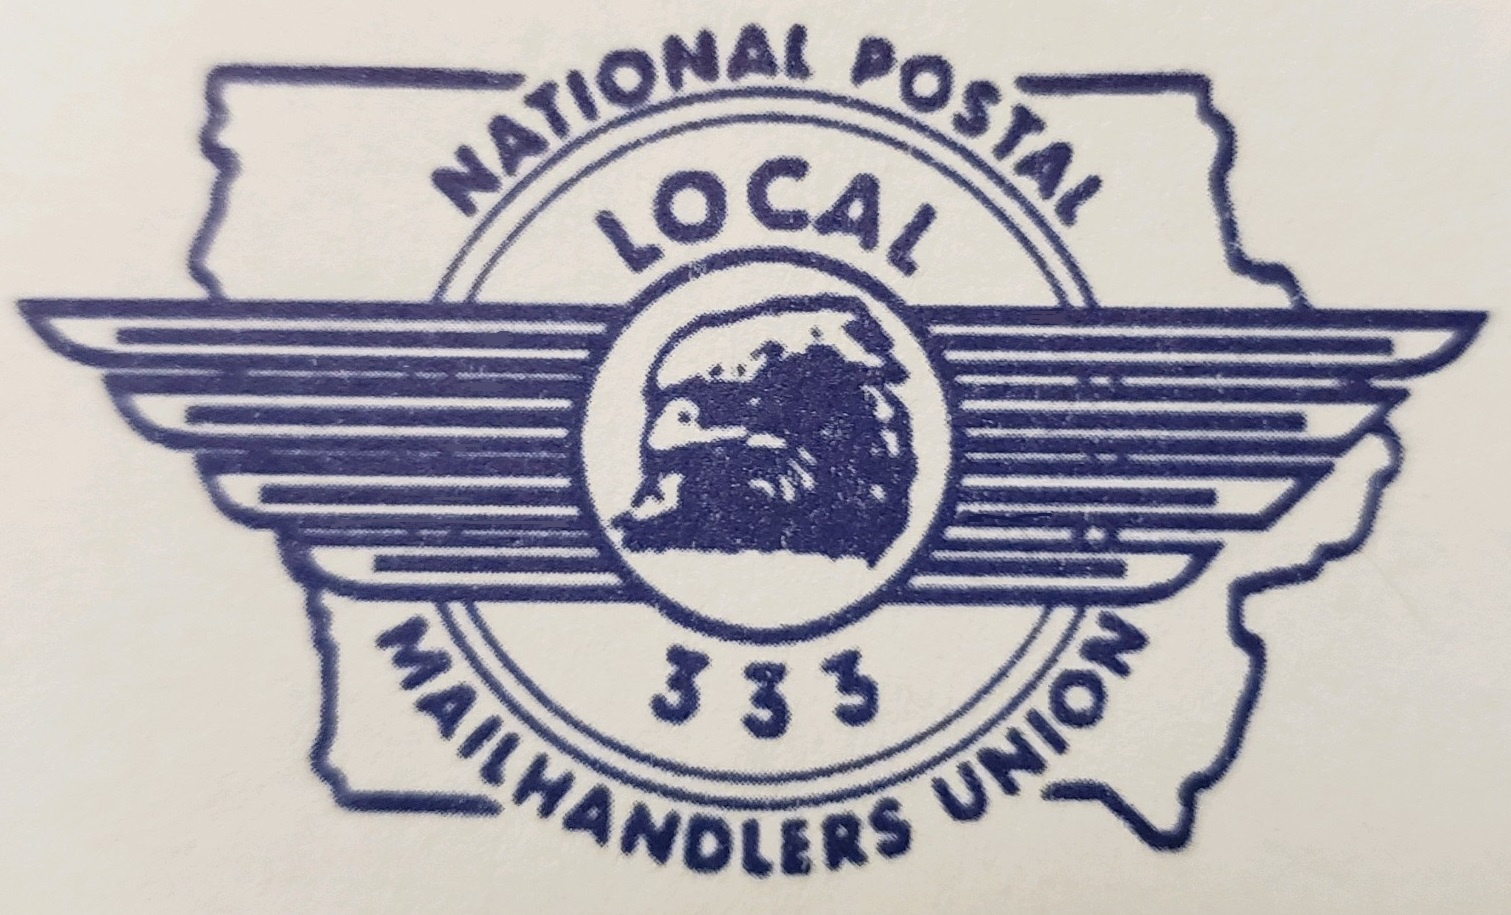 NATIONAL POSTAL
LOCAL
333
MAILHANDLERS UNION